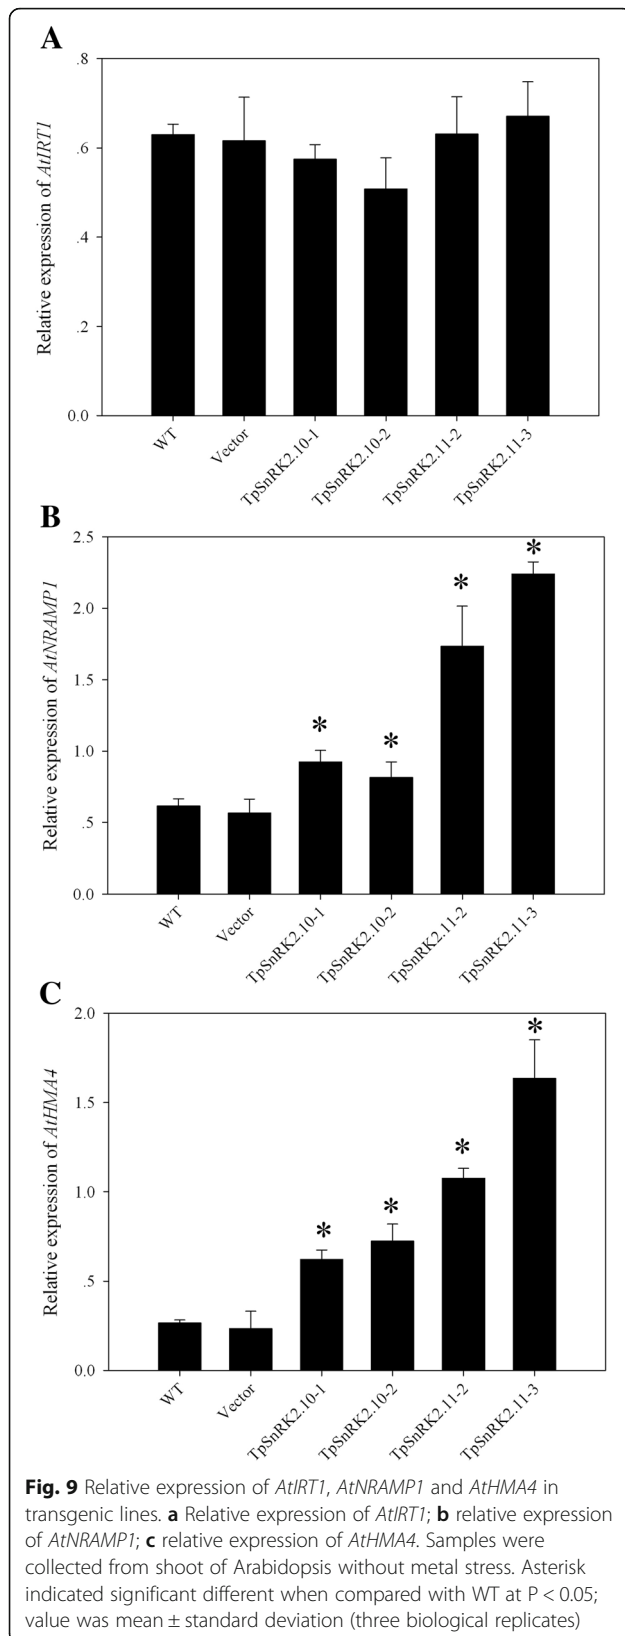 A
Relative expression of AtIRT1
.8
.6
.4
.2
0.0
WT
Vector
TpSnRK2.10-1
TpSnRK2.10-2
TpSnRK2.11-2
TpSnRK2.11-3
B
Relative expression of AtNRAMP1
2.5
2.0
1.5
1.0
.5
0.0
*
*
*
*
WT
Vector
TpSnRK2.10-1
TpSnRK2.10-2
TpSnRK2.11-2
TpSnRK2.11-3
C
Relative expression of AtHMA4
2.0
1.5
1.0
.5
0.0
*
*
*
*
WT
Vector
TpSnRK2.10-1
TpSnRK2.10-2
TpSnRK2.11-2
TpSnRK2.11-3
Fig. 9 Relative expression of AtIRT1, AtNRAMP1 and AtHMA4 in
transgenic lines. a Relative expression of AtIRT1; b relative expression
of AtNRAMP1; c relative expression of AtHMA4. Samples were
collected from shoot of Arabidopsis without metal stress. Asterisk
indicated significant different when compared with WT at P < 0.05;
value was mean ± standard deviation (three biological replicates)